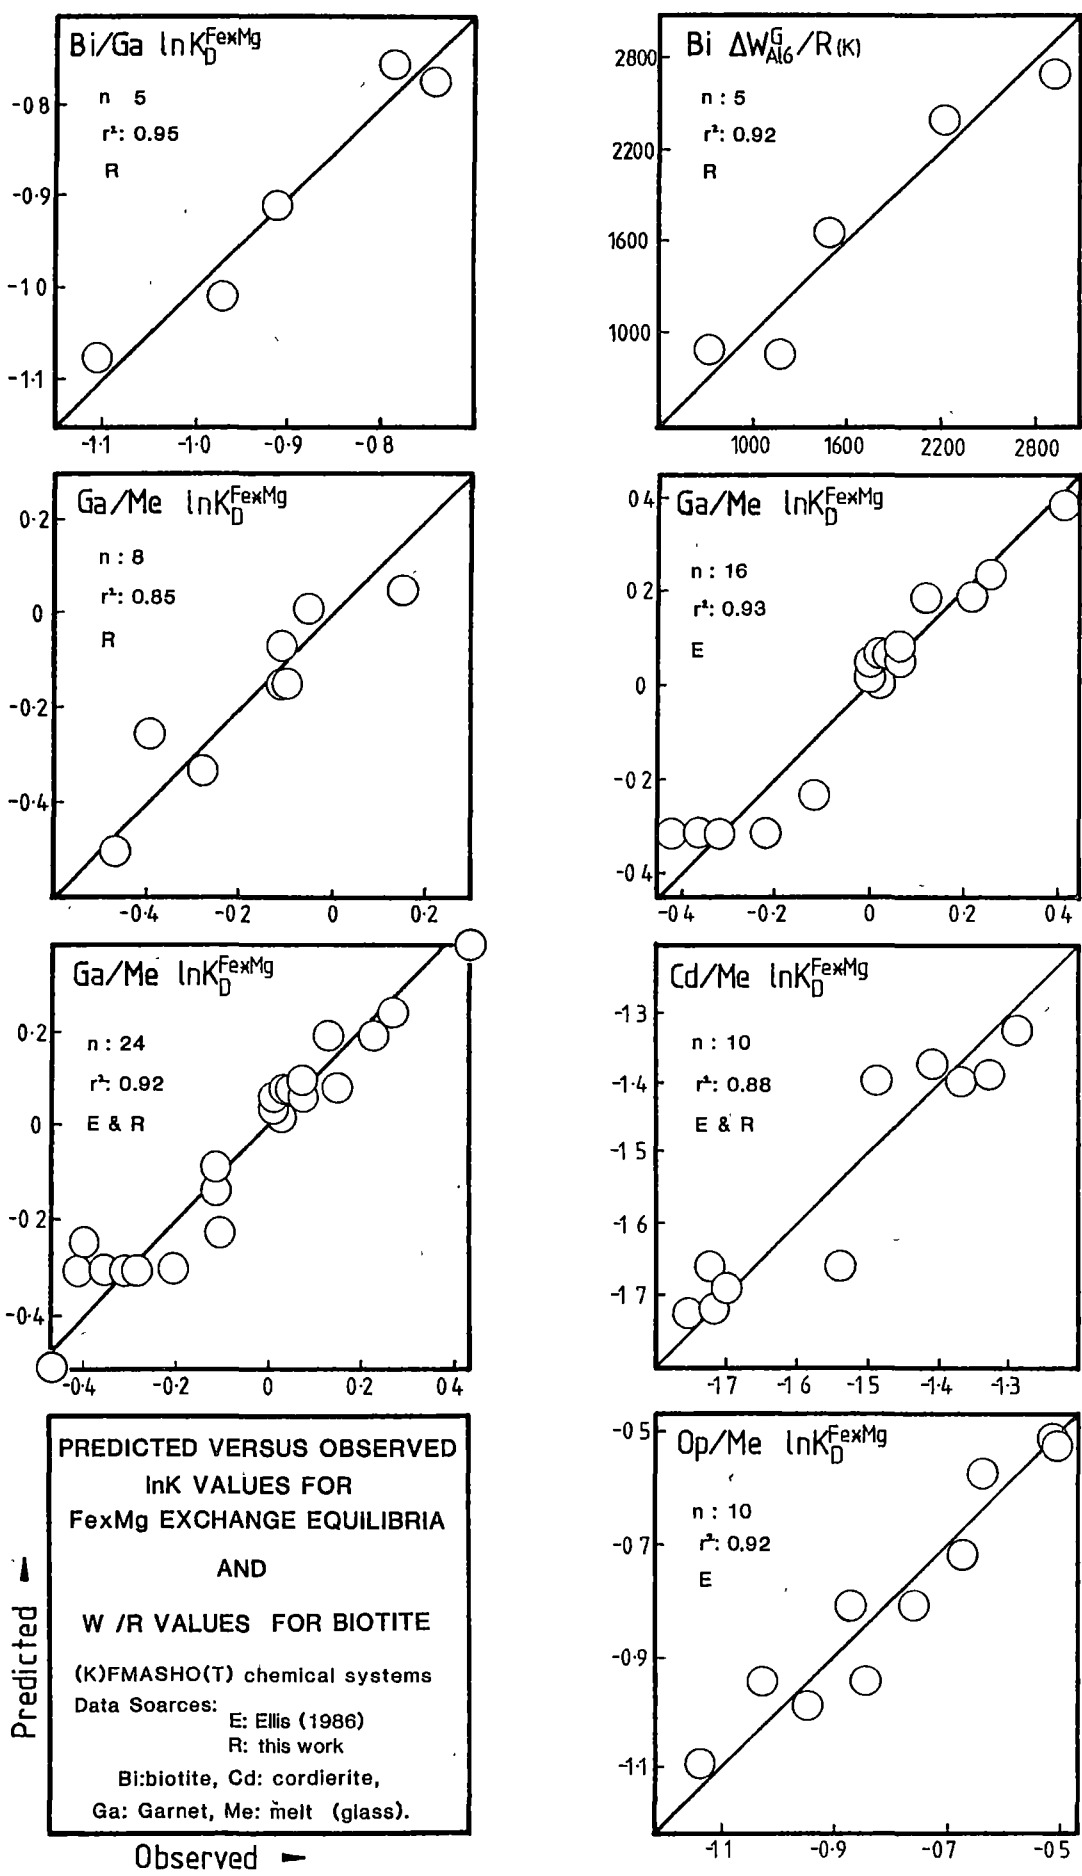 Bi/Ga lnK_D^FexMg
n 5
r²: 0.95
R
-0 8
-0.9
-1 0
-1.1
-1.1 -1.0 -0.9 -0.8
Bi ΔW^G_Al6/R(K)
n : 5
r²: 0.92
R
2800
2200
1600
1000
1000 1600 2200 2800
Ga/Me lnK_D^FexMg
n : 8
r²: 0.85
R
0·2
0
-0.2
-0.4
-0.4 -0.2 0 0.2
Ga/Me lnK_D^FexMg
n : 16
r²: 0.93
E
0 4
0 2
0
-0 2
-0 4
-0 4 -0.2 0 0 2 0 4
Ga/Me lnK_D^FexMg
n : 24
r²: 0.92
E & R
0·2
0
-0.2
-0.4
-0.4 -0.2 0 0.2 0 4
Cd/Me lnK_D^FexMg
n : 10
r²: 0.88
E & R
-1 3
-1·4
-1 5
-1 6
-1 7
-1 7 -1 6 -1 5 -1·4 -1·3
PREDICTED VERSUS OBSERVED
lnK VALUES FOR
FexMg EXCHANGE EQUILIBRIA
AND
W /R VALUES FOR BIOTITE
(K)FMASHO(T) chemical systems
Data Soarces:
E: Ellis (1986)
R: this work
Bi:biotite, Cd: cordierite,
Ga: Garnet, Me: melt (glass).
Predicted
Observed
Op/Me lnK_D^FexMg
n : 10
r²: 0.92
E
-0.5
-0.7
-0.9
-1.1
-1 1 -0.9 -0 7 -0 5